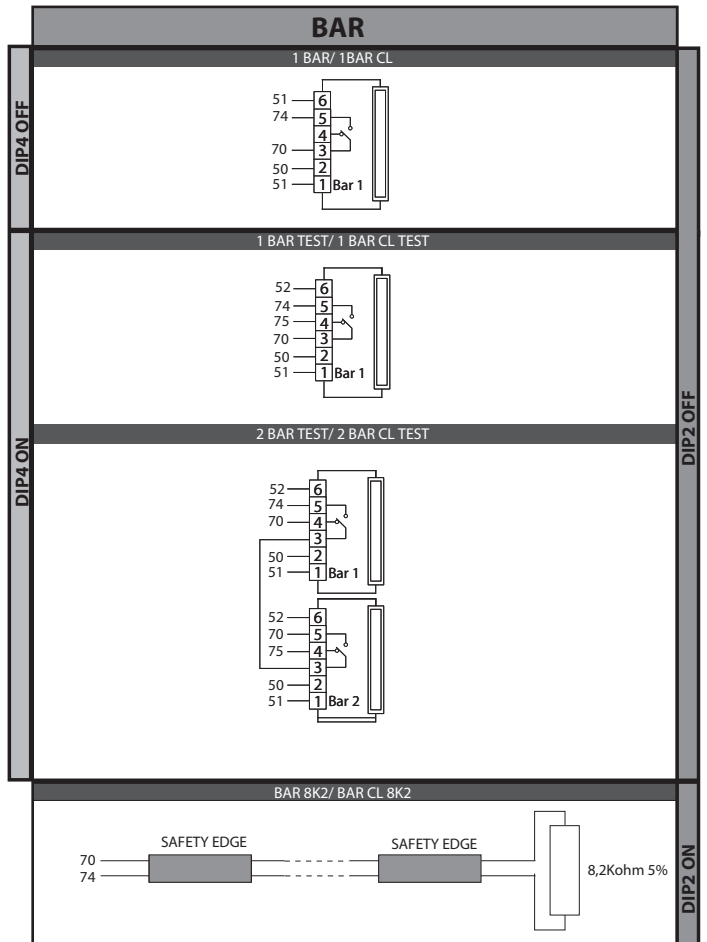 BAR
1 BAR/ 1BAR CL
DIP4 OFF
51 6
74 5
4
70 3
50 2
51 1 Bar 1
1 BAR TEST/ 1 BAR CL TEST
52 6
74 5
75 4
70 3
50 2
51 1 Bar 1
DIP2 OFF
DIP4 ON
2 BAR TEST/ 2 BAR CL TEST
52 6
74 5
70 4
3
50 2
51 1 Bar 1
52 6
70 5
75 4
3
50 2
51 1 Bar 2
BAR 8K2/ BAR CL 8K2
SAFETY EDGE SAFETY EDGE
70
74
8,2Kohm 5%
DIP2 ON